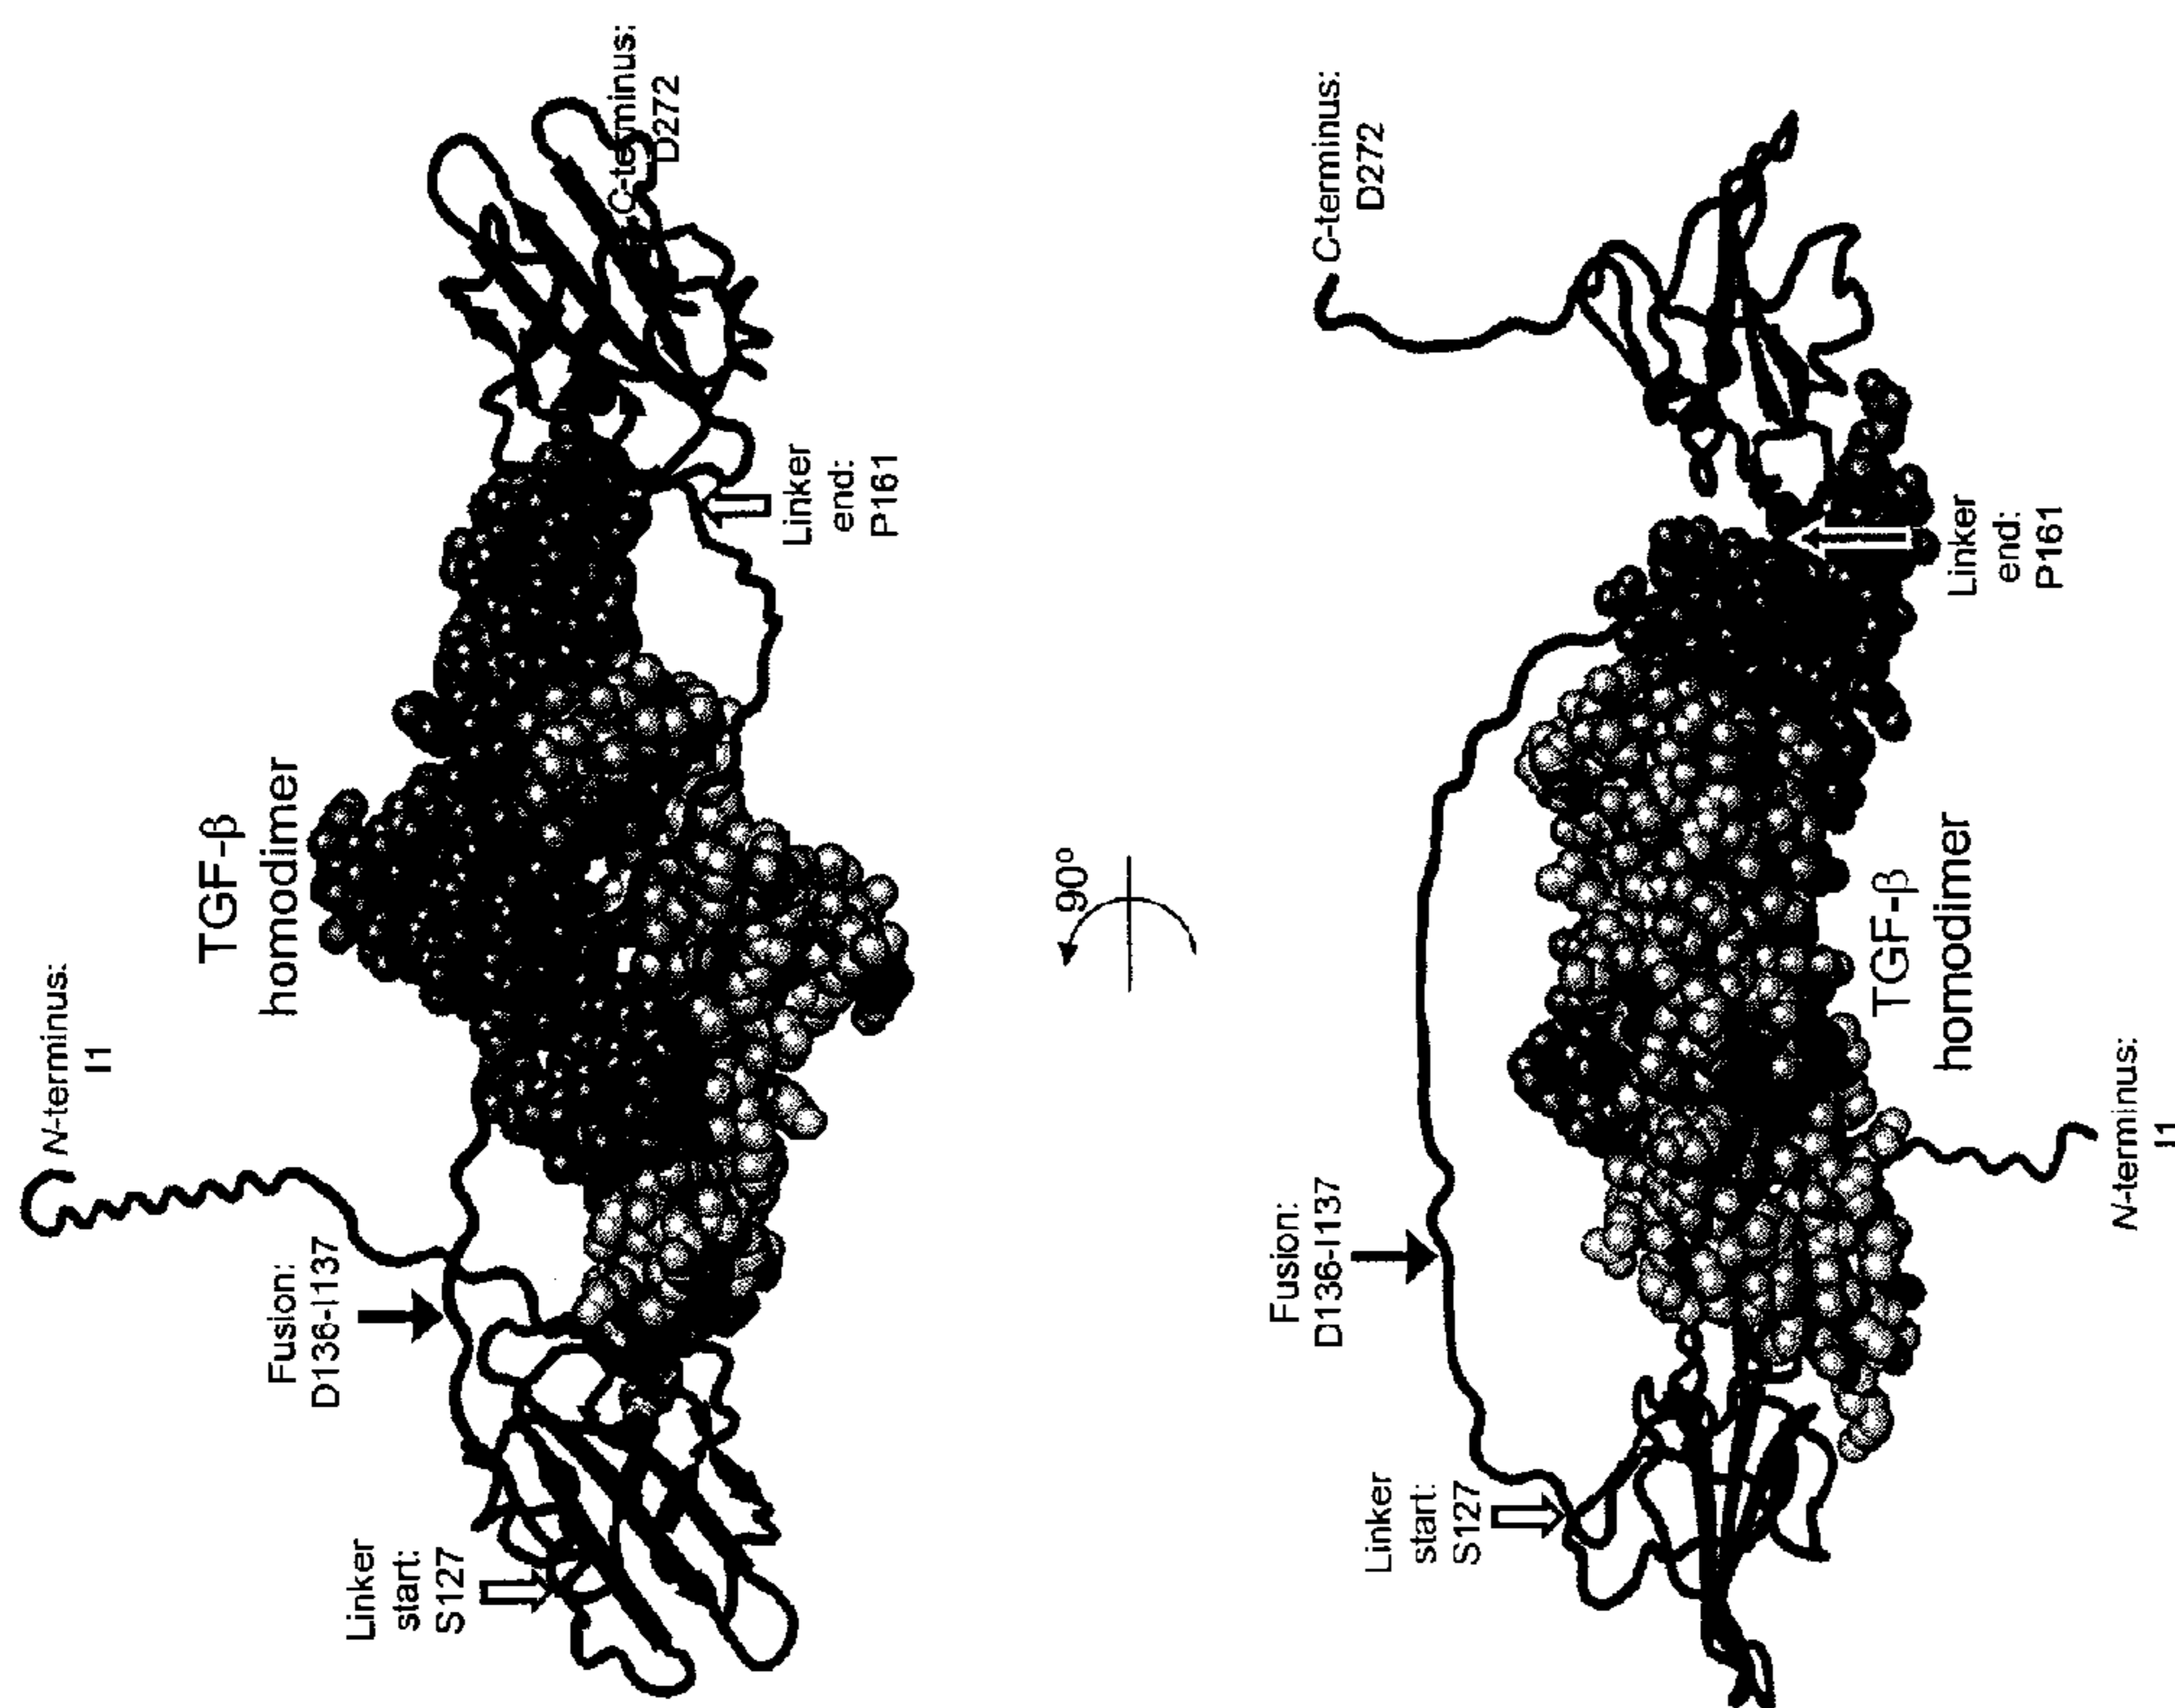 N-terminus:
I1
TGF-β
homodimer
C-terminus:
D272
Fusion:
D136-I137
Linker
start:
S127
Linker
end:
P161
90º
C-terminus:
D272
Fusion:
D136-I137
Linker
start:
S127
Linker
end:
P161
TGF-β
homodimer
N-terminus:
I1